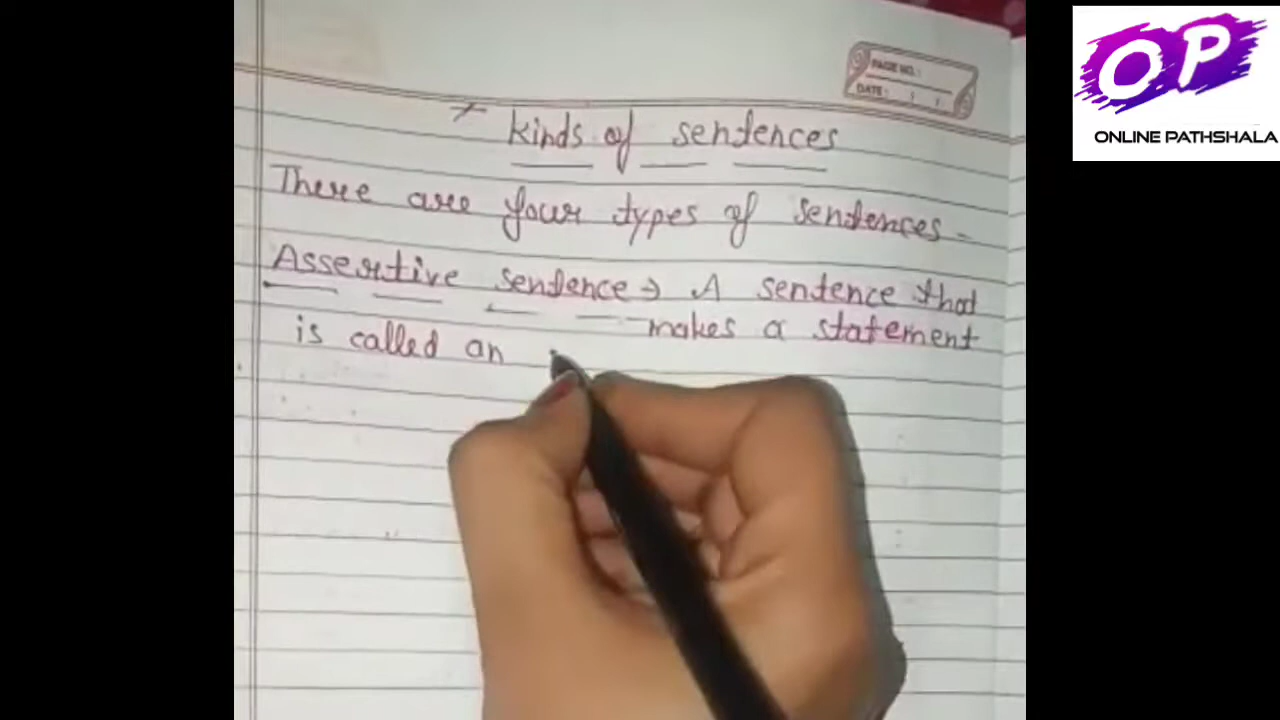 PAGE NO.:
DATE: / /
Kinds of sentences
There are four types of sentences-
Assertive sentence → A sentence that
makes a statement
is called an
OP
ONLINE PATHSHALA